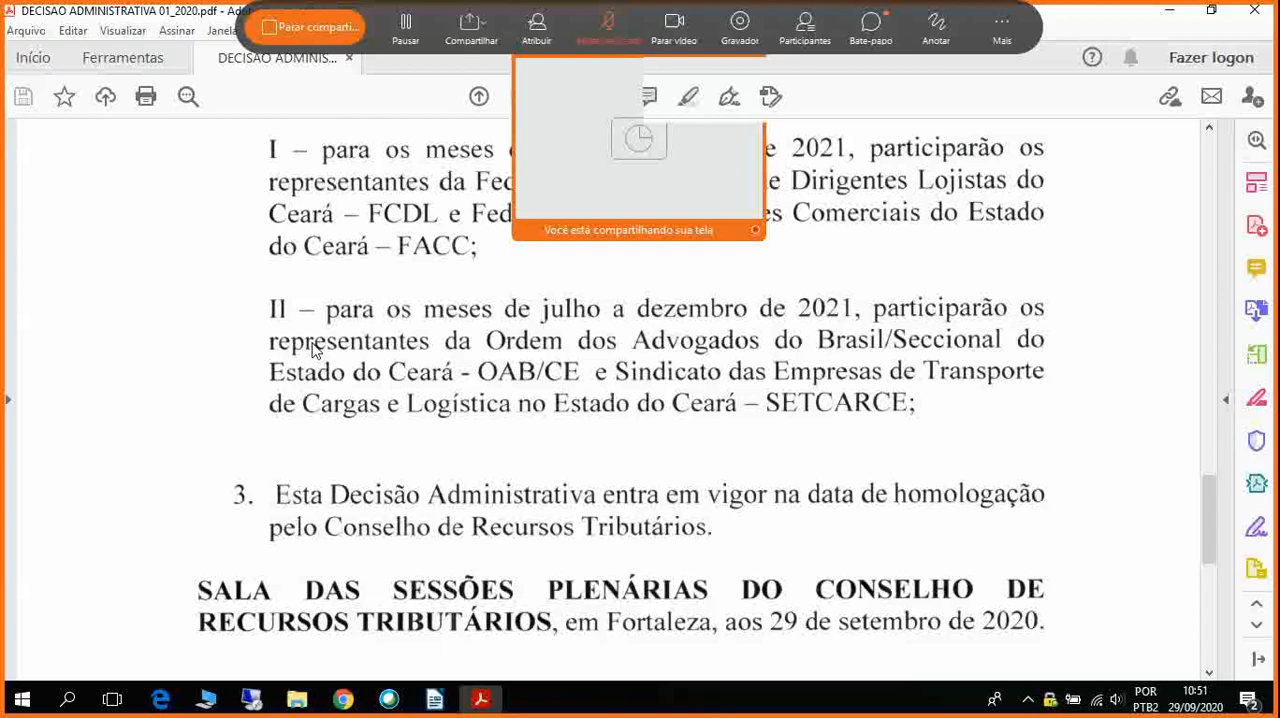 DECISAO ADMINISTRATIVA 01_2020.pdf - Adob
Arquivo Editar Visualizar Assinar Janela
Parar comparti...
Pausar Compartilhar Atribuir Parar vídeo Gravador Participantes Bate-papo Anotar Mais
Início Ferramentas DECISAO ADMINIS... × Fazer logon
I – para os meses de 2021, participarão os
representantes da Fed e Dirigentes Lojistas do
Ceará – FCDL e Fed es Comerciais do Estado
do Ceará – FACC;
Você está compartilhando sua tela
II – para os meses de julho a dezembro de 2021, participarão os
representantes da Ordem dos Advogados do Brasil/Seccional do
Estado do Ceará - OAB/CE e Sindicato das Empresas de Transporte
de Cargas e Logística no Estado do Ceará – SETCARCE;
3. Esta Decisão Administrativa entra em vigor na data de homologação
pelo Conselho de Recursos Tributários.
SALA DAS SESSÕES PLENÁRIAS DO CONSELHO DE
RECURSOS TRIBUTÁRIOS, em Fortaleza, aos 29 de setembro de 2020.
POR 10:51
PTB2 29/09/2020 2